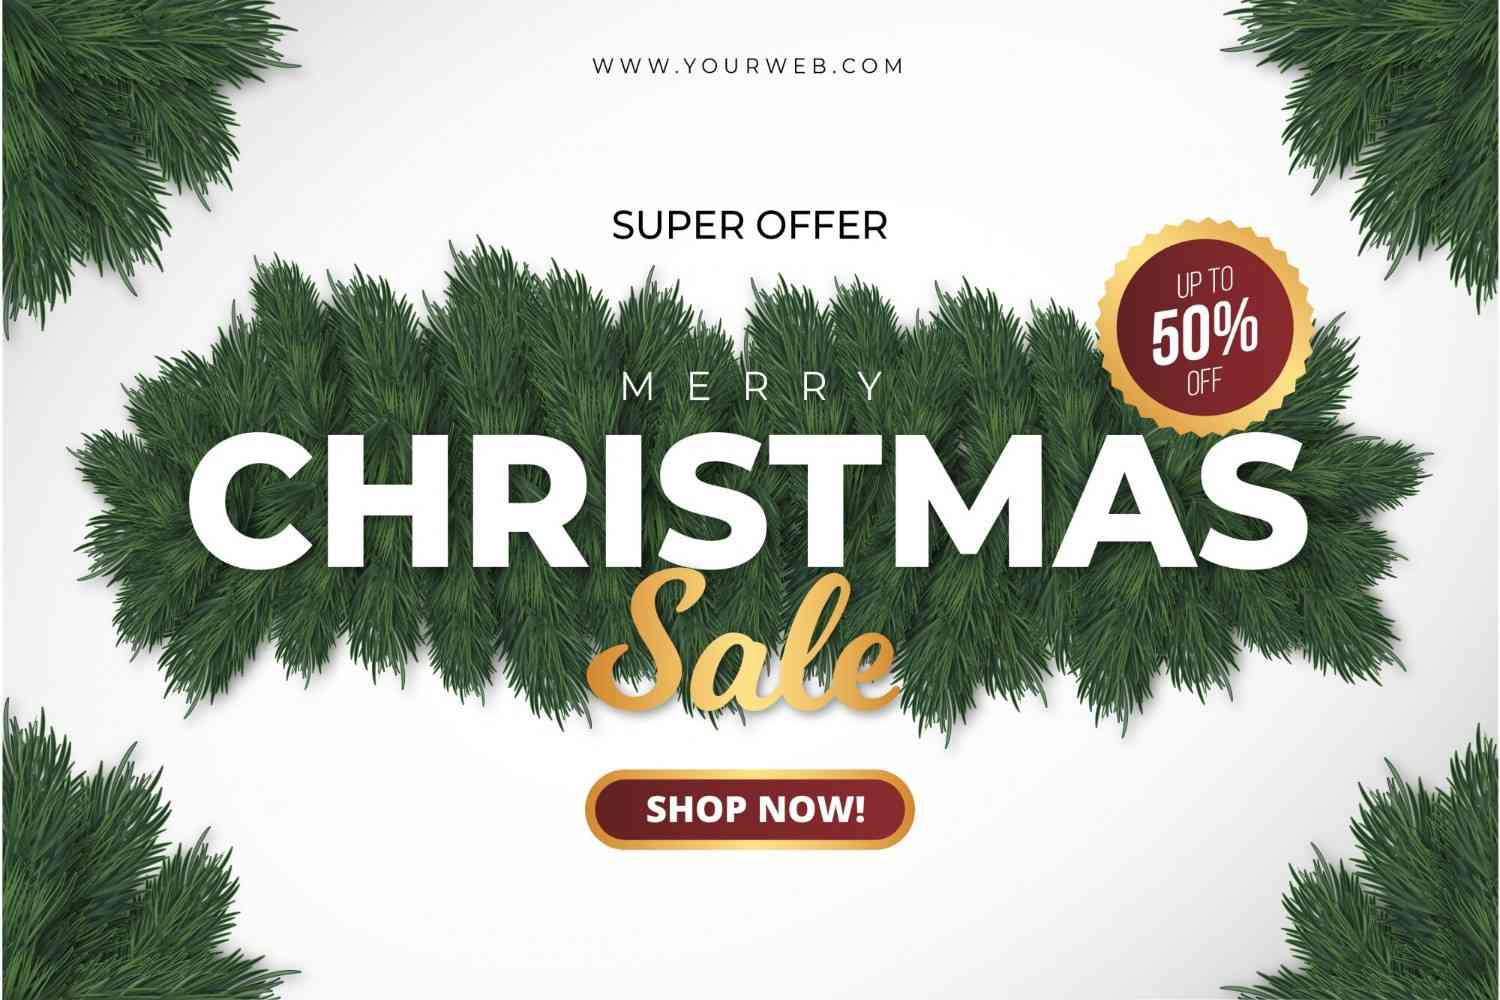 WWW.YOURWEB.COM
SUPER OFFER
UP TO
50%
OFF
MERRY
CHRISTMAS
Sale
SHOP NOW!